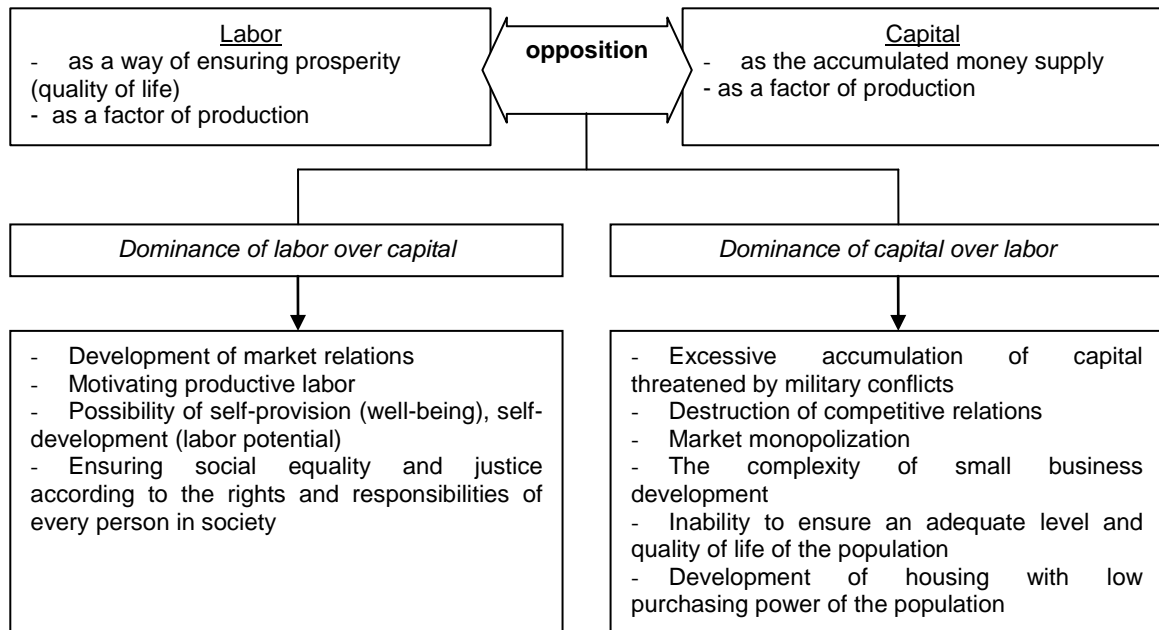 Labor
- as a way of ensuring prosperity
(quality of life)
- as a factor of production
opposition
Capital
- as the accumulated money supply
- as a factor of production
Dominance of labor over capital
Dominance of capital over labor
- Development of market relations
- Motivating productive labor
- Possibility of self-provision (well-being), self-
development (labor potential)
- Ensuring social equality and justice
according to the rights and responsibilities of
every person in society
- Excessive accumulation of capital
threatened by military conflicts
- Destruction of competitive relations
- Market monopolization
- The complexity of small business
development
- Inability to ensure an adequate level and
quality of life of the population
- Development of housing with low
purchasing power of the population